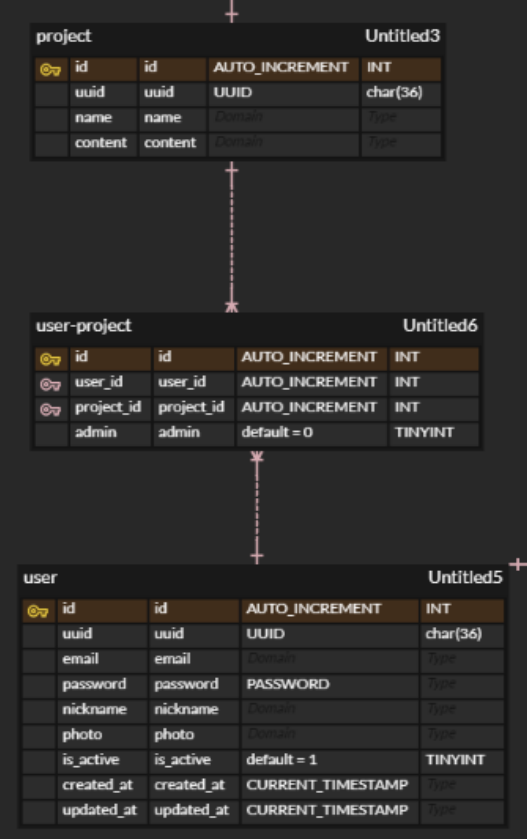 project Untitled3
id id AUTO_INCREMENT INT
uuid uuid UUID char(36)
name name Domain Type
content content Domain Type
user-project Untitled6
id id AUTO_INCREMENT INT
user_id user_id AUTO_INCREMENT INT
project_id project_id AUTO_INCREMENT INT
admin admin default = 0 TINYINT
user Untitled5
id id AUTO_INCREMENT INT
uuid uuid UUID char(36)
email email Domain Type
password password PASSWORD Type
nickname nickname Domain Type
photo photo Domain Type
is_active is_active default = 1 TINYINT
created_at created_at CURRENT_TIMESTAMP Type
updated_at updated_at CURRENT_TIMESTAMP Type